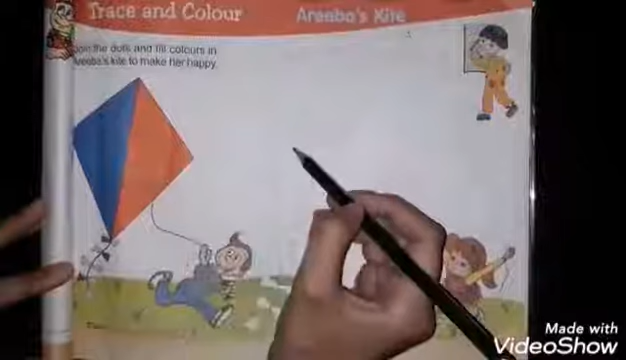 Trace and Colour
Areeba's Kite
Join the dots and fill colours in
Areeba's kite to make her happy.
Made with
VideoShow